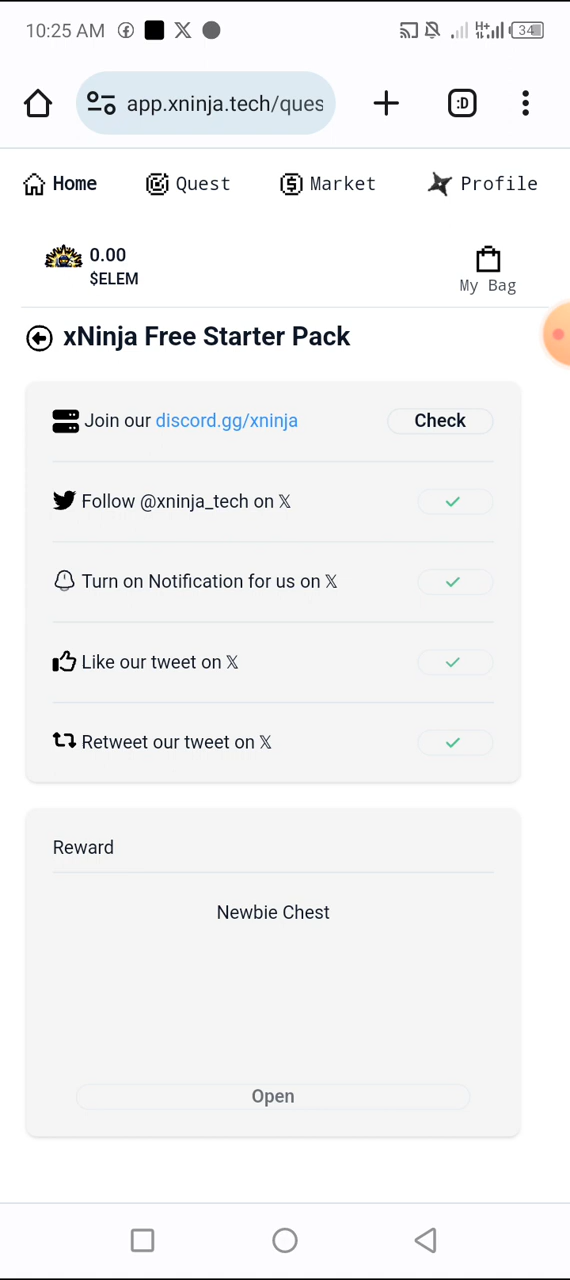 10:25 AM
H+
34
app.xninja.tech/ques
:D
Home Quest Market Profile
0.00
$ELEM
My Bag
xNinja Free Starter Pack
Join our discord.gg/xninja Check
Follow @xninja_tech on 𝕏
Turn on Notification for us on 𝕏
Like our tweet on 𝕏
Retweet our tweet on 𝕏
Reward
Newbie Chest
Open